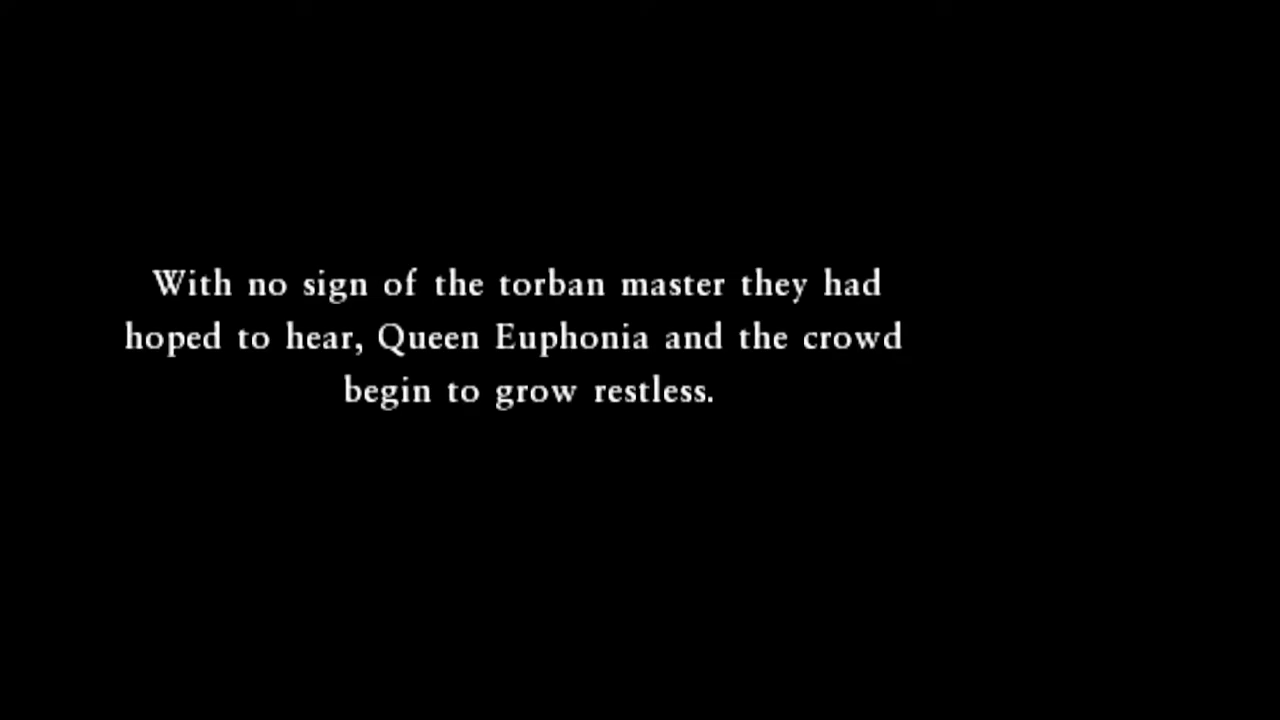 With no sign of the torban master they had
hoped to hear, Queen Euphonia and the crowd
begin to grow restless.